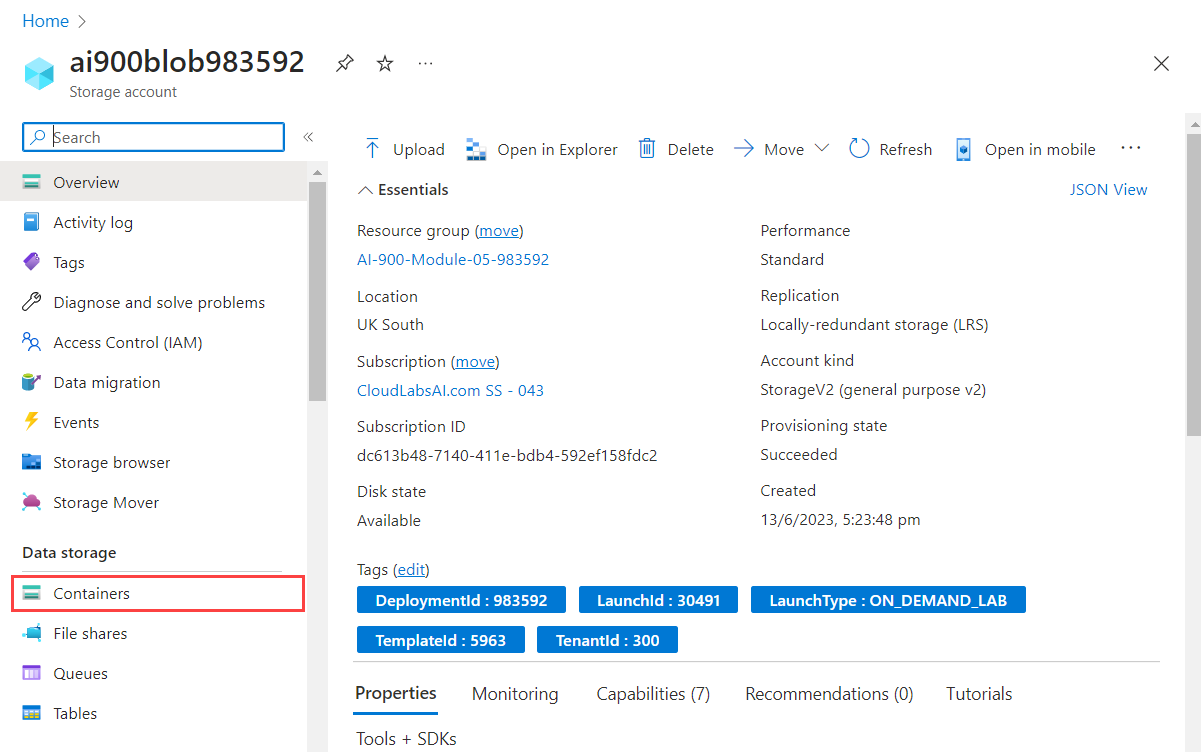 Home
ai900blob983592
Storage account
Search
Overview
Activity log
Tags
Diagnose and solve problems
Access Control (IAM)
Data migration
Events
Storage browser
Storage Mover
Data storage
Containers
File shares
Queues
Tables
Upload
Open in Explorer
Delete
Move
Refresh
Open in mobile
Essentials
JSON View
Resource group (move)
AI-900-Module-05-983592
Location
UK South
Subscription (move)
CloudLabsAI.com SS - 043
Subscription ID
dc613b48-7140-411e-bdb4-592ef158fdc2
Disk state
Available
Performance
Standard
Replication
Locally-redundant storage (LRS)
Account kind
StorageV2 (general purpose v2)
Provisioning state
Succeeded
Created
13/6/2023, 5:23:48 pm
Tags (edit)
DeploymentId : 983592
LaunchId : 30491
LaunchType : ON_DEMAND_LAB
TemplateId : 5963
TenantId : 300
Properties
Monitoring
Capabilities (7)
Recommendations (0)
Tutorials
Tools + SDKs